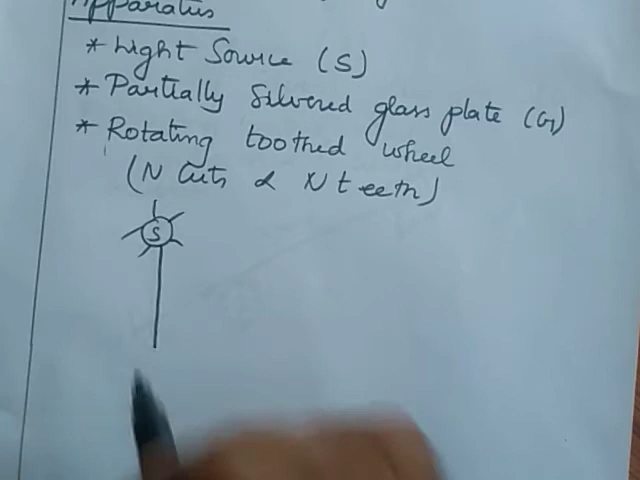 Apparatus
* Light Source (S)
* Partially Silvered glass plate (G)
* Rotating toothed wheel
(N Cuts & N teeth)
S